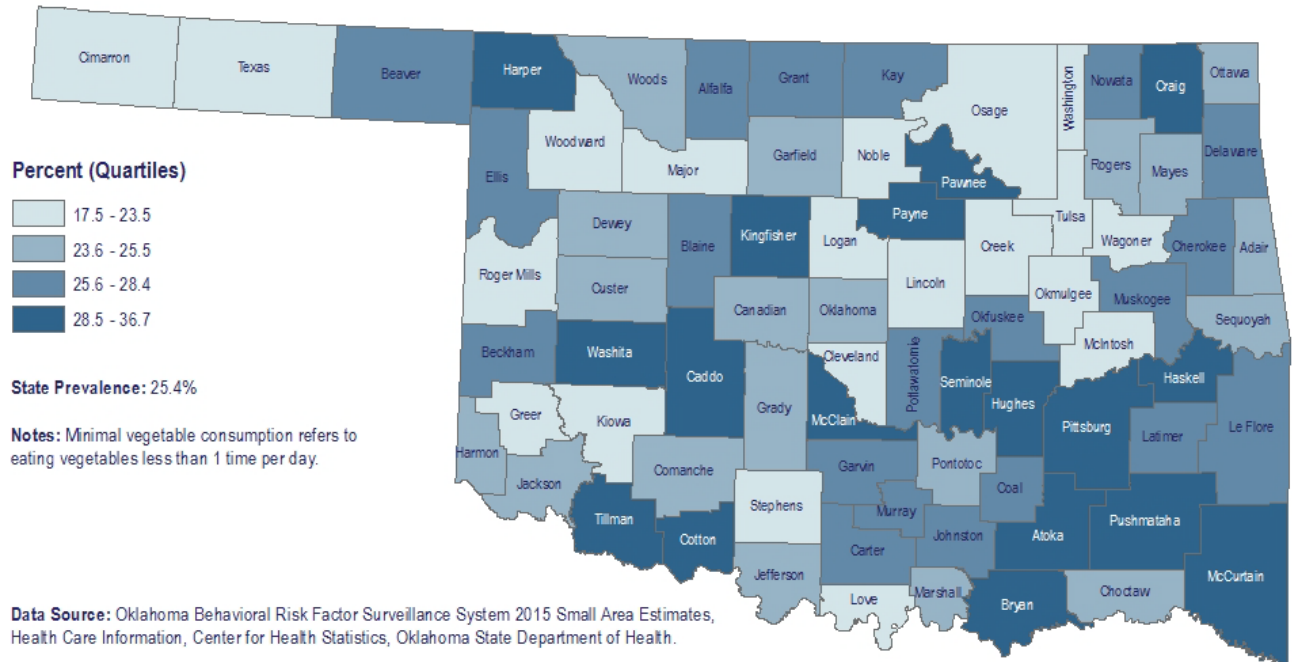 Cimarron
Texas
Beaver
Harper
Woods
Alfalfa
Grant
Kay
Osage
Washington
Nowata
Craig
Ottawa
Woodward
Major
Garfield
Noble
Pawnee
Rogers
Mayes
Delaware
Percent (Quartiles)
17.5 - 23.5
23.6 - 25.5
25.6 - 28.4
28.5 - 36.7
Ellis
Dewey
Blaine
Kingfisher
Logan
Payne
Creek
Tulsa
Wagoner
Cherokee
Adair
Roger Mills
Custer
Canadian
Oklahoma
Lincoln
Okmulgee
Muskogee
Sequoyah
Beckham
Washita
Caddo
Grady
Cleveland
McClain
Pottawatomie
Seminole
Okfuskee
Hughes
McIntosh
Pittsburg
Haskell
Latimer
Le Flore
State Prevalence: 25.4%
Notes: Minimal vegetable consumption refers to
eating vegetables less than 1 time per day.
Greer
Kiowa
Harmon
Jackson
Comanche
Tillman
Cotton
Stephens
Jefferson
Garvin
Murray
Carter
Love
Pontotoc
Coal
Johnston
Marshall
Atoka
Bryan
Pushmataha
Choctaw
McCurtain
Data Source: Oklahoma Behavioral Risk Factor Surveillance System 2015 Small Area Estimates,
Health Care Information, Center for Health Statistics, Oklahoma State Department of Health.